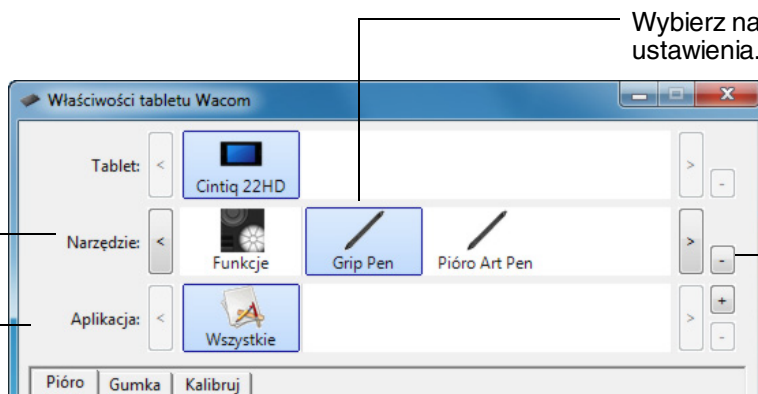 Wybierz na
ustawienia.
Właściwości tabletu Wacom
Tablet: < > -
Cintiq 22HD
Narzędzie: < > -
Funkcje Grip Pen Pióro Art Pen
Aplikacja: < > + -
Wszystkie
Pióro Gumka Kalibruj